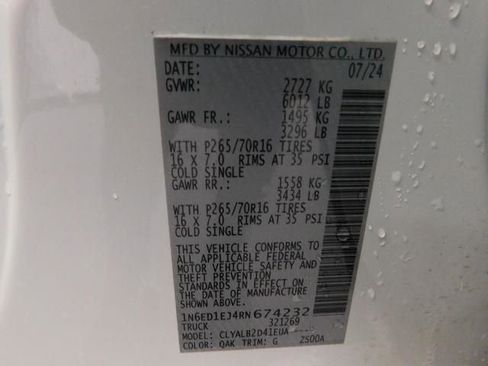 MFD BY NISSAN MOTOR CO., LTD.
DATE: 07/24
GVWR: 2727 KG
6012 LB
GAWR FR.: 1495 KG
3296 LB
WITH P265/70R16 TIRES
16 X 7.0 RIMS AT 35 PSI
COLD SINGLE
GAWR RR.: 1558 KG
3434 LB
WITH P265/70R16 TIRES
16 X 7.0 RIMS AT 35 PSI
COLD SINGLE
THIS VEHICLE CONFORMS TO
ALL APPLICABLE FEDERAL
MOTOR VEHICLE SAFETY AND
THEFT PREVENTION
STANDARDS IN EFFECT ON
THE DATE OF MANUFACTURE
SHOWN ABOVE.
1N6ED1EJ4RN674232
TRUCK 321269
MODEL: CLYALB2D41EUA
COLOR: QAK TRIM: G ZS00A